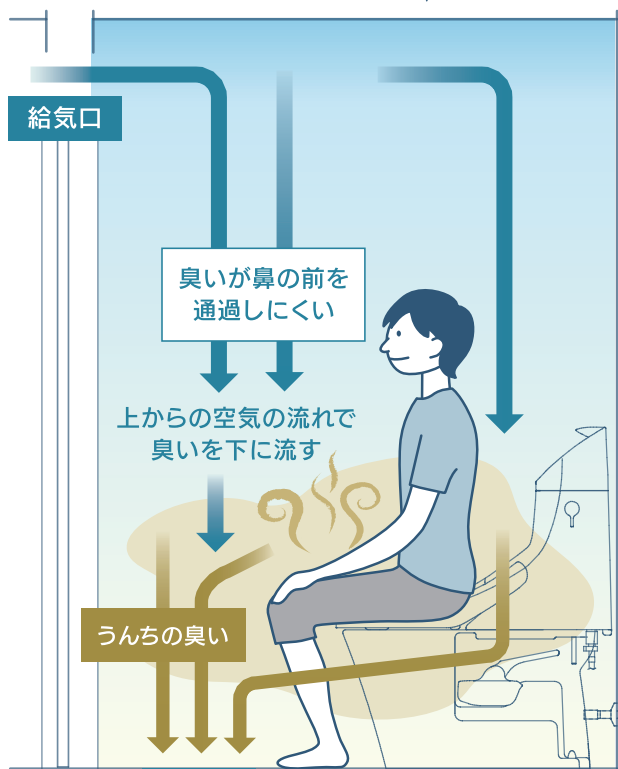 給気口
臭いが鼻の前を
通過しにくい
上からの空気の流れで
臭いを下に流す
うんちの臭い